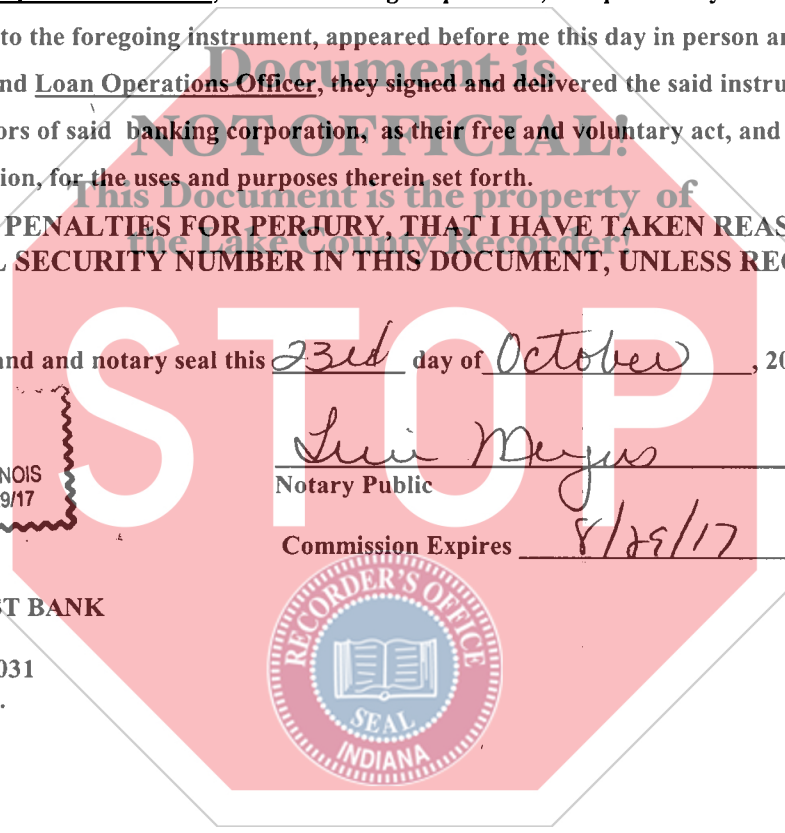 to the foregoing instrument, appeared before me this day in person an
Document is
nd Loan Operations Officer, they signed and delivered the said instru
ors of said banking corporation, as their free and voluntary act, and
NOT OFFICIAL!
ion, for the uses and purposes therein set forth.
This Document is the property of
PENALTIES FOR PERJURY, THAT I HAVE TAKEN REAS
the Lake County Recorder!
L SECURITY NUMBER IN THIS DOCUMENT, UNLESS REQ
STOP
and and notary seal this 23rd day of October, 20
NOIS
9/17
Notary Public
Commission Expires 8/29/17
ST BANK
031
RECORDER'S OFFICE
SEAL
INDIANA